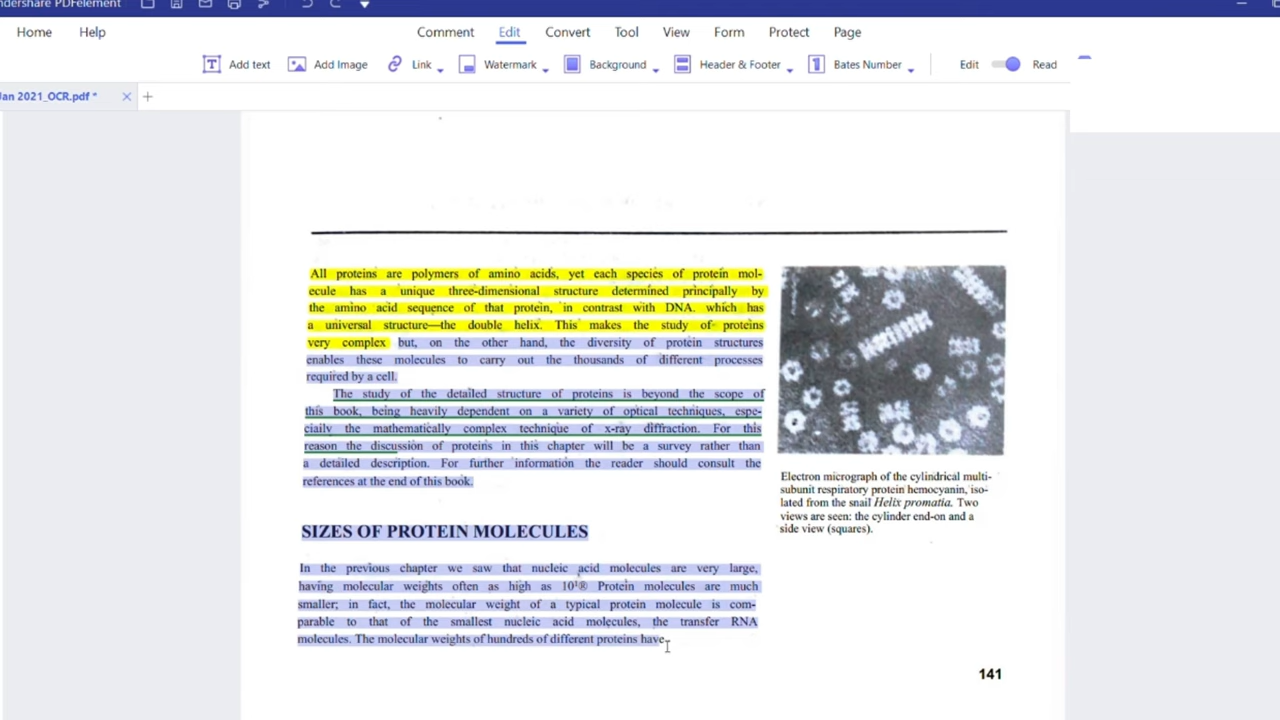 ndershare PDFelement
Home Help Comment Edit Convert Tool View Form Protect Page
Add text Add Image Link Watermark Background Header & Footer Bates Number Edit Read
Jan 2021_OCR.pdf *
All proteins are polymers of amino acids, yet each species of protein mol-
ecule has a unique three-dimensional structure determined principally by
the amino acid sequence of that protein, in contrast with DNA. which has
a universal structure—the double helix. This makes the study of proteins
very complex but, on the other hand, the diversity of protein structures
enables these molecules to carry out the thousands of different processes
required by a cell.
The study of the detailed structure of proteins is beyond the scope of
this book, being heavily dependent on a variety of optical techniques, espe-
cially the mathematically complex technique of x-ray diffraction. For this
reason the discussion of proteins in this chapter will be a survey rather than
a detailed description. For further information the reader should consult the
references at the end of this book.
Electron micrograph of the cylindrical multi-
subunit respiratory protein hemocyanin, iso-
lated from the snail Helix promatia. Two
views are seen: the cylinder end-on and a
side view (squares).
SIZES OF PROTEIN MOLECULES
In the previous chapter we saw that nucleic acid molecules are very large,
having molecular weights often as high as 10¹® Protein molecules are much
smaller; in fact, the molecular weight of a typical protein molecule is com-
parable to that of the smallest nucleic acid molecules, the transfer RNA
molecules. The molecular weights of hundreds of different proteins have
141